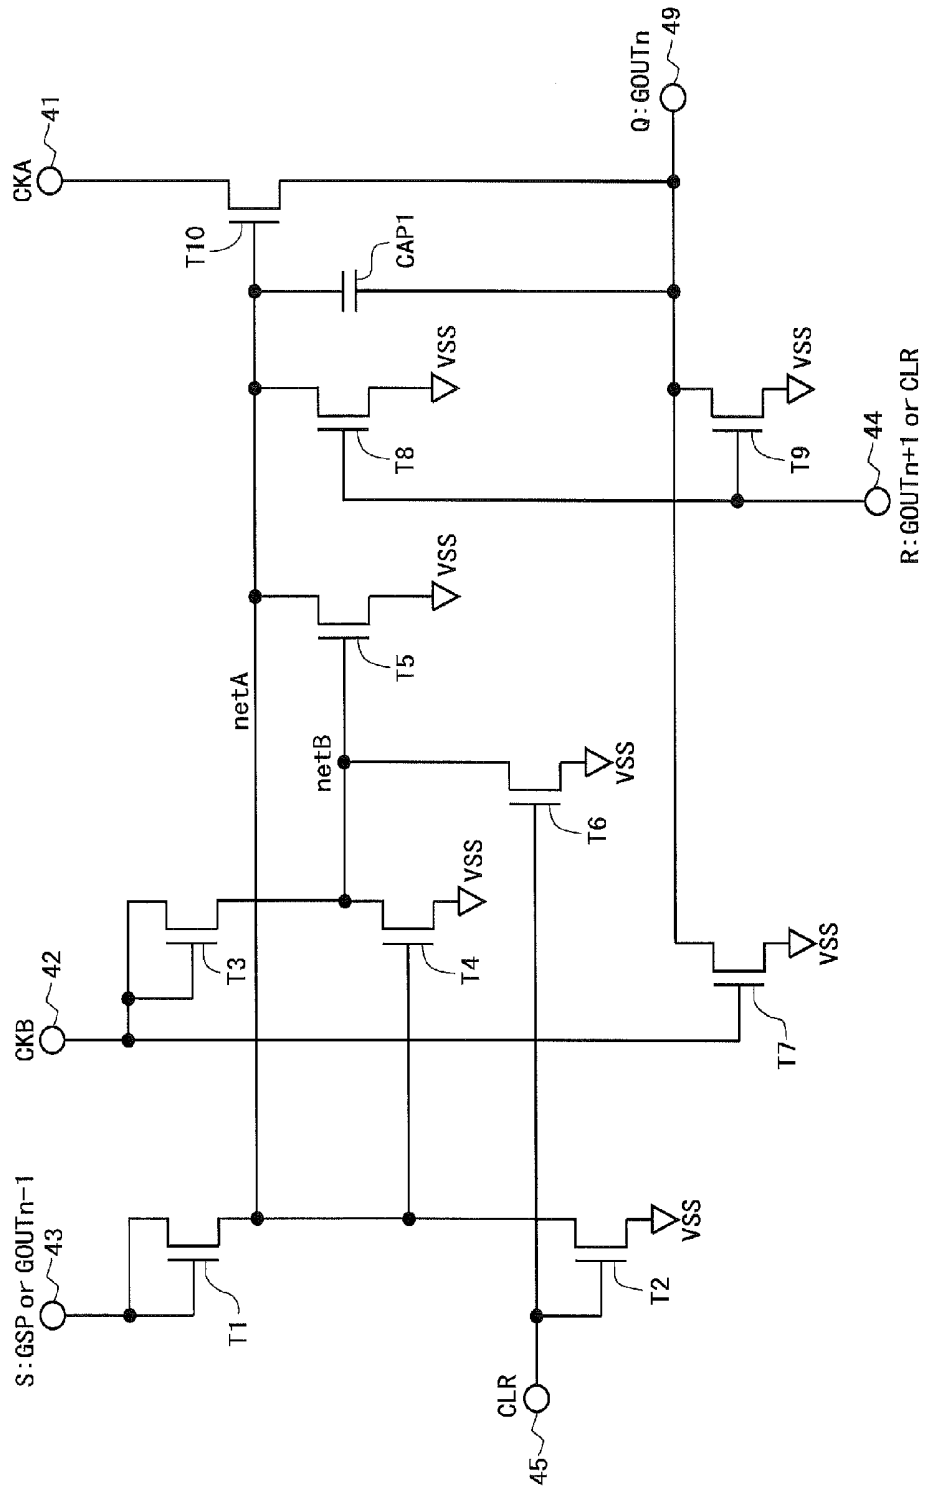 S:GSP or GOUTn-1
43
CKB
42
CKA
41
T1
T3
T10
netA
netB
CAP1
T4
VSS
T5
VSS
T8
VSS
CLR
45
T2
VSS
T6
VSS
T7
VSS
T9
VSS
Q:GOUTn
49
44
R:GOUTn+1 or CLR